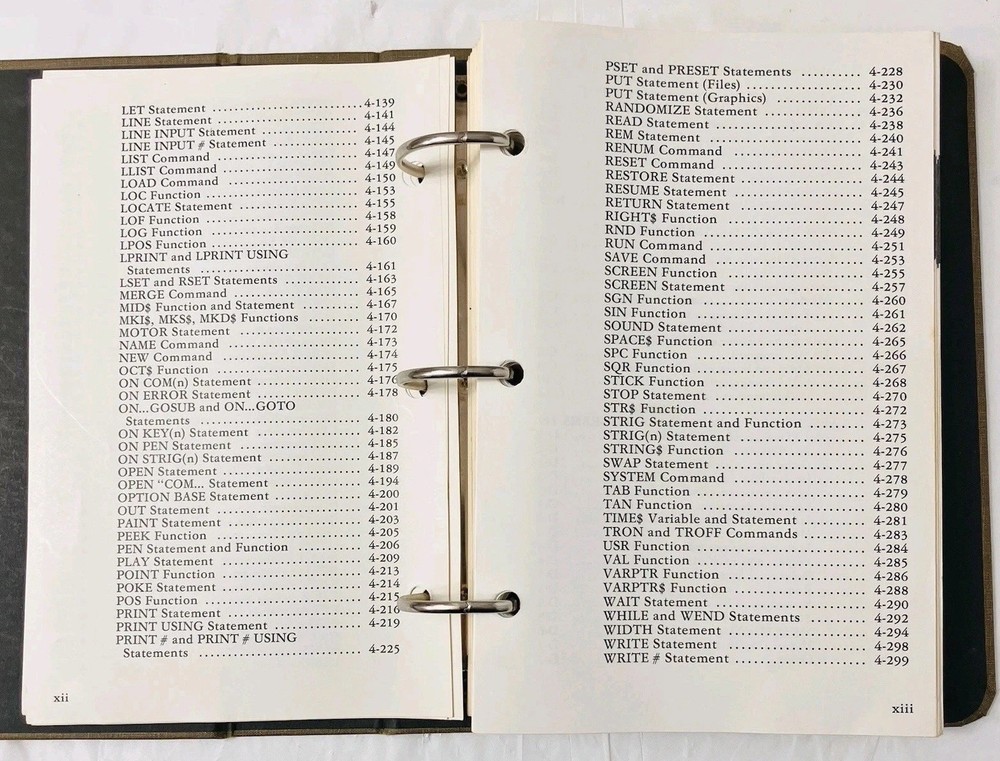 LET Statement .......................... 4-139
LINE Statement ......................... 4-141
LINE INPUT Statement ................... 4-144
LINE INPUT # Statement ................. 4-145
LIST Command ........................... 4-147
LLIST Command .......................... 4-149
LOAD Command ........................... 4-150
LOC Function ........................... 4-153
LOCATE Statement ....................... 4-155
LOF Function ........................... 4-158
LOG Function ........................... 4-159
LPOS Function .......................... 4-160
LPRINT and LPRINT USING
Statements ............................. 4-161
LSET and RSET Statements ............... 4-163
MERGE Command .......................... 4-165
MID$ Function and Statement ............ 4-167
MKI$, MKS$, MKD$ Functions ............. 4-170
MOTOR Statement ........................ 4-172
NAME Command ........................... 4-173
NEW Command ............................ 4-174
OCT$ Function .......................... 4-175
ON COM(n) Statement .................... 4-176
ON ERROR Statement ..................... 4-178
ON...GOSUB and ON...GOTO
Statements ............................. 4-180
ON KEY(n) Statement .................... 4-182
ON PEN Statement ....................... 4-185
ON STRIG(n) Statement .................. 4-187
OPEN Statement ......................... 4-189
OPEN “COM... Statement ................. 4-194
OPTION BASE Statement .................. 4-200
OUT Statement .......................... 4-201
PAINT Statement ........................ 4-203
PEEK Function .......................... 4-205
PEN Statement and Function ............. 4-206
PLAY Statement ......................... 4-209
POINT Function ......................... 4-213
POKE Statement ......................... 4-214
POS Function ........................... 4-215
PRINT Statement ........................ 4-216
PRINT USING Statement .................. 4-219
PRINT # and PRINT # USING
Statements ............................. 4-225
xii
PSET and PRESET Statements ............. 4-228
PUT Statement (Files) .................. 4-230
PUT Statement (Graphics) ............... 4-232
RANDOMIZE Statement .................... 4-236
READ Statement ......................... 4-238
REM Statement .......................... 4-240
RENUM Command .......................... 4-241
RESET Command .......................... 4-243
RESTORE Statement ...................... 4-244
RESUME Statement ....................... 4-245
RETURN Statement ....................... 4-247
RIGHT$ Function ........................ 4-248
RND Function ........................... 4-249
RUN Command ............................ 4-251
SAVE Command ........................... 4-253
SCREEN Function ........................ 4-255
SCREEN Statement ....................... 4-257
SGN Function ........................... 4-260
SIN Function ........................... 4-261
SOUND Statement ........................ 4-262
SPACE$ Function ........................ 4-265
SPC Function ........................... 4-266
SQR Function ........................... 4-267
STICK Function ......................... 4-268
STOP Statement ......................... 4-270
STR$ Function .......................... 4-272
STRIG Statement and Function ........... 4-273
STRIG(n) Statement ..................... 4-275
STRING$ Function ....................... 4-276
SWAP Statement ......................... 4-277
SYSTEM Command ......................... 4-278
TAB Function ........................... 4-279
TAN Function ........................... 4-280
TIME$ Variable and Statement ........... 4-281
TRON and TROFF Commands ................ 4-283
USR Function ........................... 4-284
VAL Function ........................... 4-285
VARPTR Function ........................ 4-286
VARPTR$ Function ....................... 4-288
WAIT Statement ......................... 4-290
WHILE and WEND Statements .............. 4-292
WIDTH Statement ........................ 4-294
WRITE Statement ........................ 4-298
WRITE # Statement ...................... 4-299
xiii